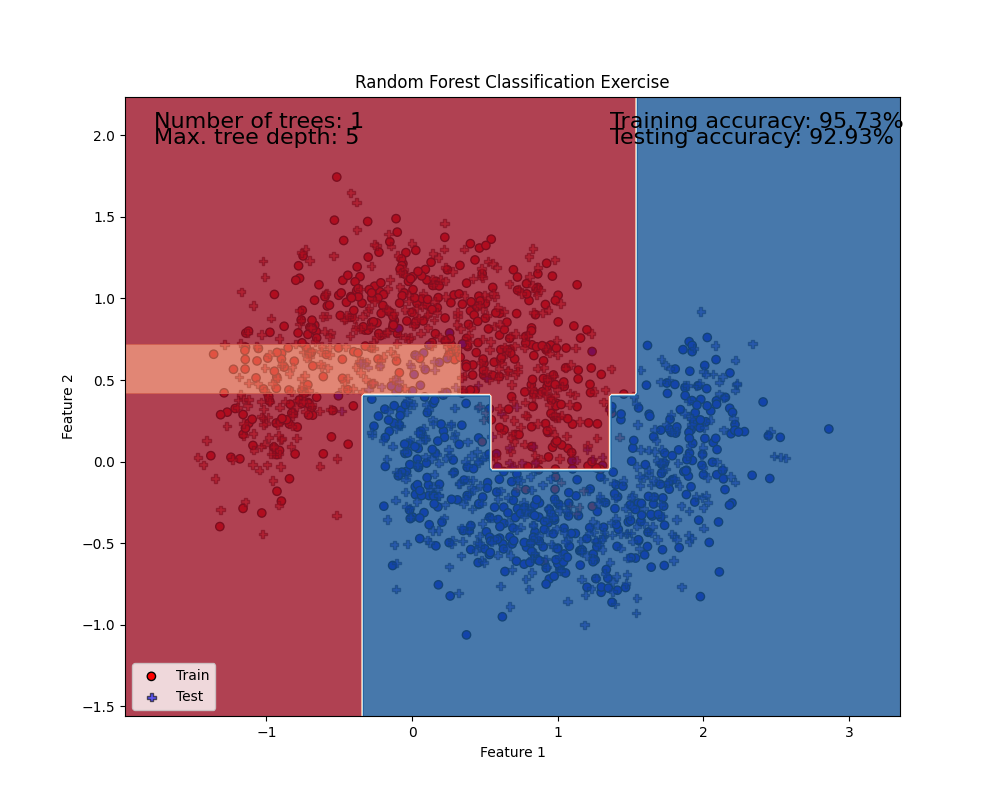 Random Forest Classification Exercise
Number of trees: 1
Max. tree depth: 5
Training accuracy: 95.73%
Testing accuracy: 92.93%
2.0
1.5
1.0
0.5
0.0
−0.5
−1.0
−1.5
Feature 2
Train
Test
−1 0 1 2 3
Feature 1